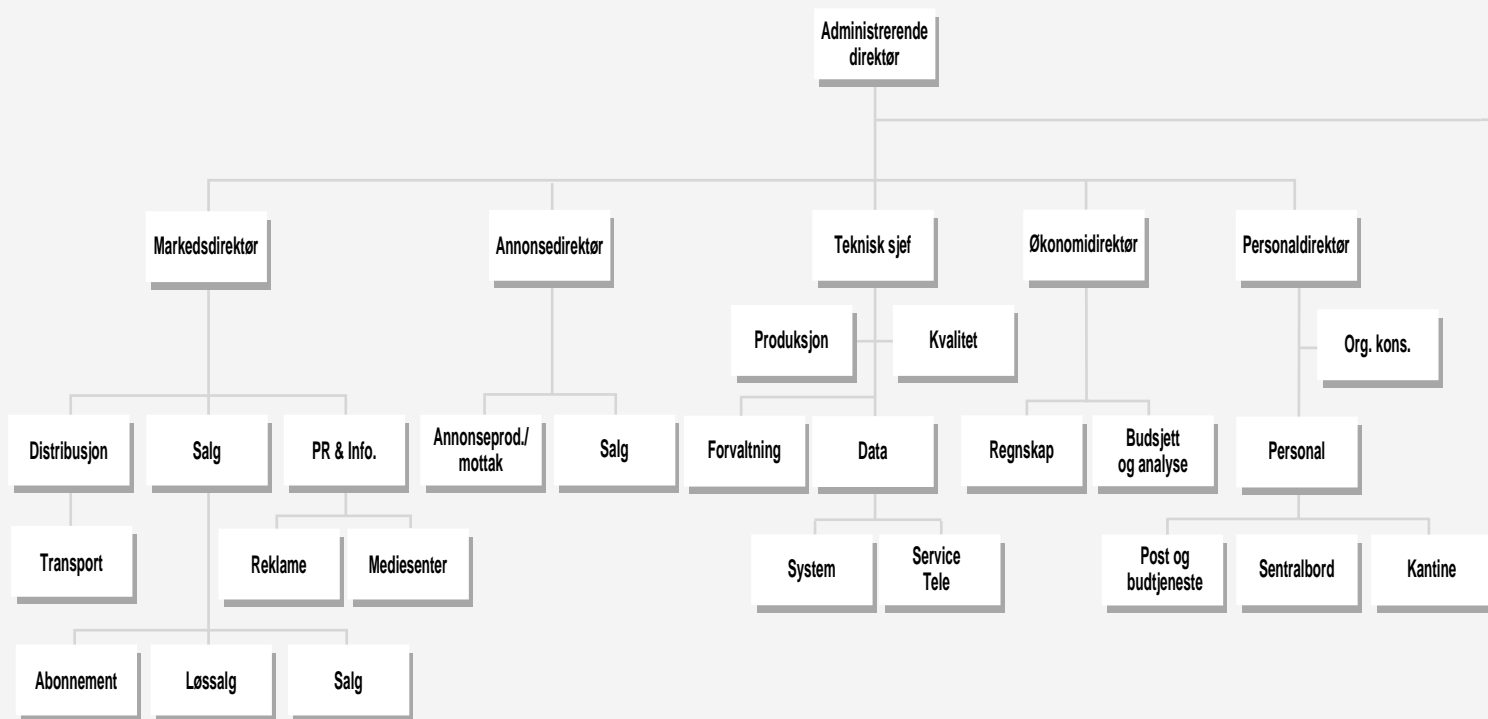 Administrerende
direktør
Markedsdirektør
Annonsedirektør
Teknisk sjef
Økonomidirektør
Personaldirektør
Produksjon
Kvalitet
Org. kons.
Distribusjon
Salg
PR & Info.
Annonseprod./
mottak
Salg
Forvaltning
Data
Regnskap
Budsjett
og analyse
Personal
Transport
Reklame
Mediesenter
System
Service
Tele
Post og
budtjeneste
Sentralbord
Kantine
Abonnement
Løssalg
Salg